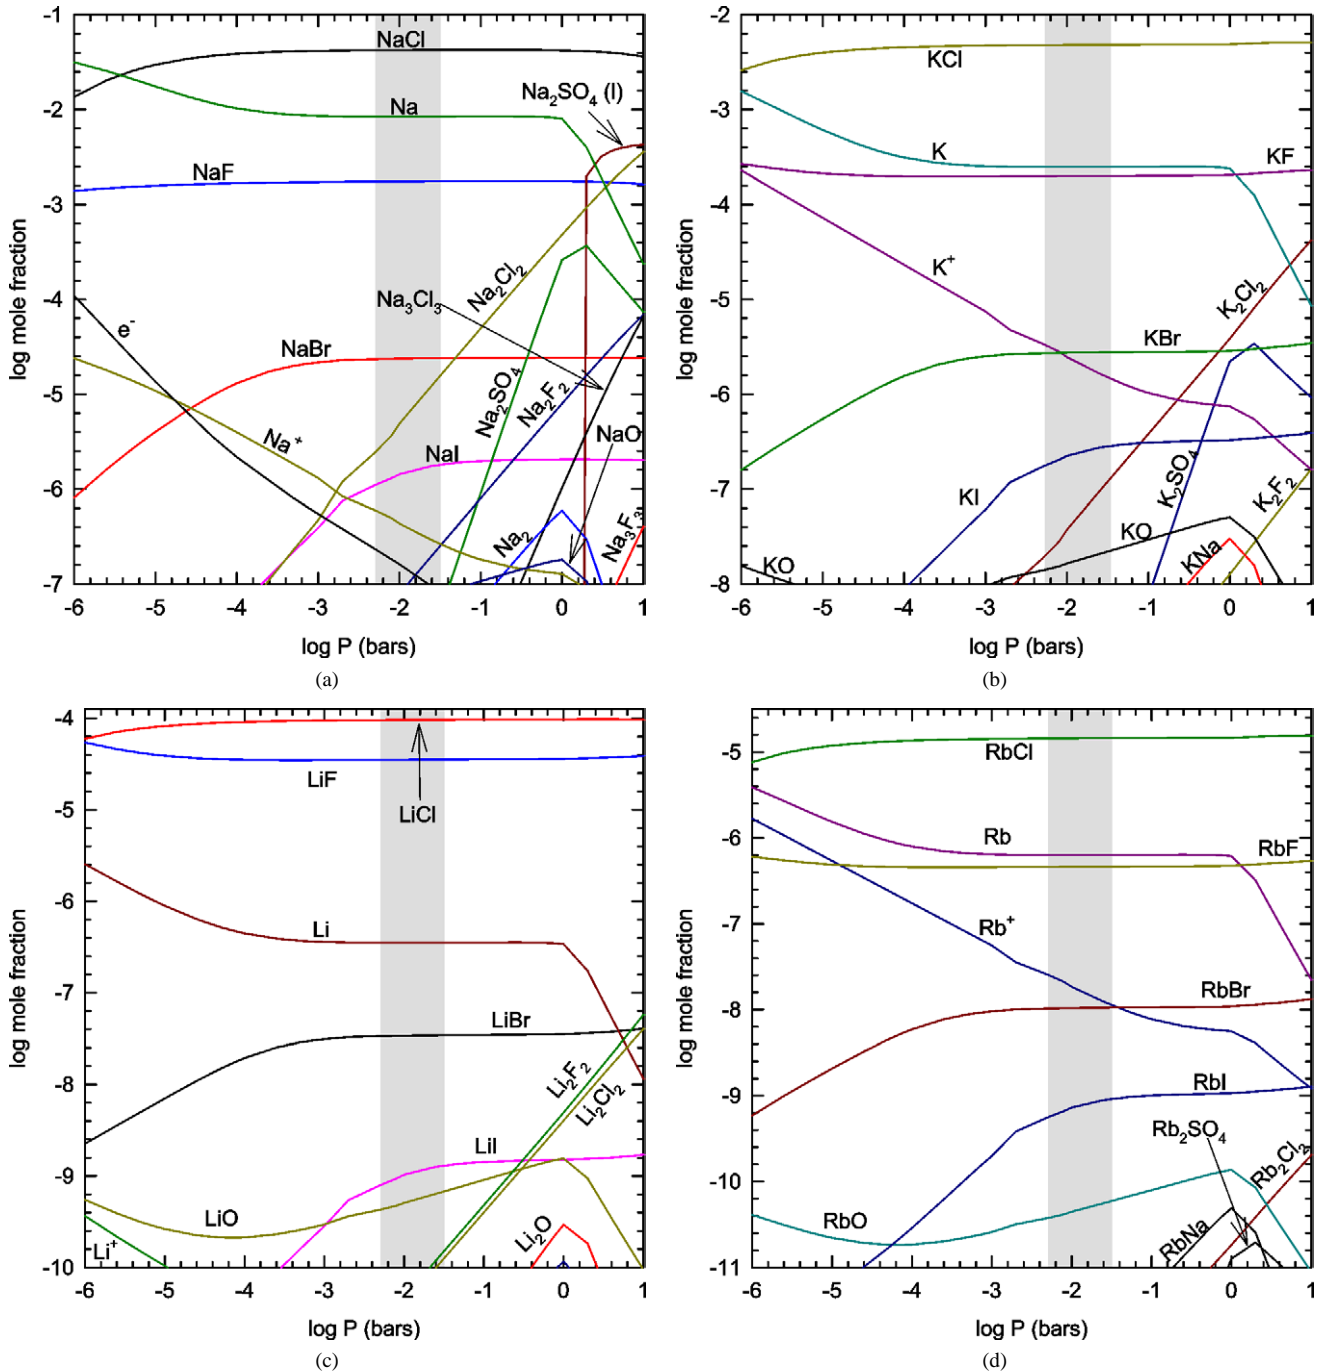 -1
-2
-3
-4
-5
-6
-7
log mole fraction
NaCl
Na₂SO₄ (l)
Na
NaF
Na₂Cl₂
Na₃Cl₃
e⁻
NaBr
Na⁺
NaI
Na₂SO₄
Na₂F₂
NaO
Na₂
Na₃F₃
-6 -5 -4 -3 -2 -1 0 1
log P (bars)
(a)
-2
-3
-4
-5
-6
-7
-8
log mole fraction
KCl
K
KF
K⁺
K₂Cl₂
KBr
KI
K₂SO₄
KO
KO
KNa
K₂F₂
-6 -5 -4 -3 -2 -1 0 1
log P (bars)
(b)
-4
-5
-6
-7
-8
-9
-10
log mole fraction
LiF
LiCl
Li
LiBr
Li₂F₂
Li₂Cl₂
LiI
LiO
Li⁺
Li₂O
-6 -5 -4 -3 -2 -1 0 1
log P (bars)
(c)
-5
-6
-7
-8
-9
-10
-11
log mole fraction
RbCl
Rb
RbF
Rb⁺
RbBr
RbI
Rb₂SO₄
Rb₂Cl₂
RbO
RbNa
-6 -5 -4 -3 -2 -1 0 1
log P (bars)
(d)